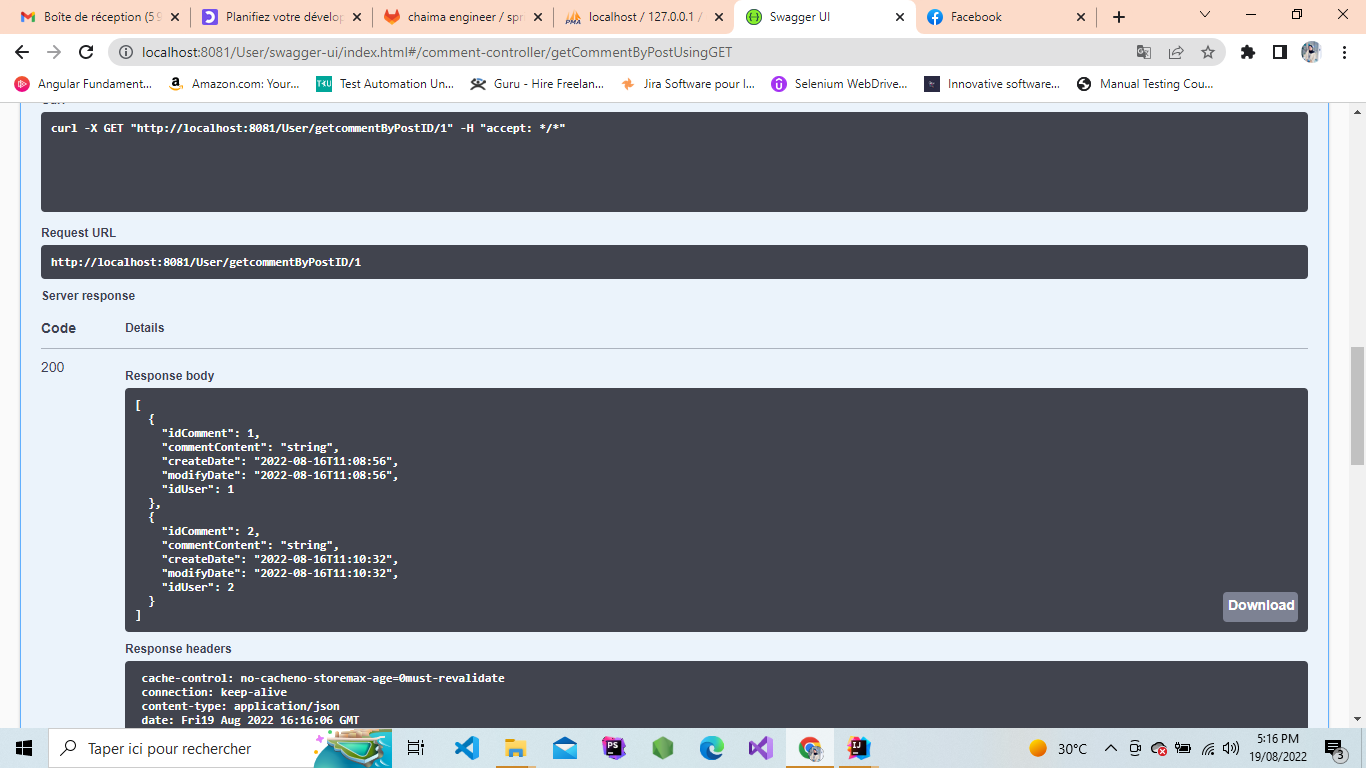 Boîte de réception (5 9
Planifiez votre dévelop
chaima engineer / spr
localhost / 127.0.0.1 /
Swagger UI
Facebook
localhost:8081/User/swagger-ui/index.html#/comment-controller/getCommentByPostUsingGET
Angular Fundament...
Amazon.com: Your...
Test Automation Un...
Guru - Hire Freelan...
Jira Software pour l...
Selenium WebDrive...
Innovative software...
Manual Testing Cou...
curl -X GET "http://localhost:8081/User/getcommentByPostID/1" -H "accept: */*"
Request URL
http://localhost:8081/User/getcommentByPostID/1
Server response
Code Details
200
Response body
[
{
"idComment": 1,
"commentContent": "string",
"createDate": "2022-08-16T11:08:56",
"modifyDate": "2022-08-16T11:08:56",
"idUser": 1
},
{
"idComment": 2,
"commentContent": "string",
"createDate": "2022-08-16T11:10:32",
"modifyDate": "2022-08-16T11:10:32",
"idUser": 2
}
]
Download
Response headers
cache-control: no-cacheno-storemax-age=0must-revalidate
connection: keep-alive
content-type: application/json
date: Fri19 Aug 2022 16:16:06 GMT
Taper ici pour rechercher
30°C
5:16 PM
19/08/2022
3